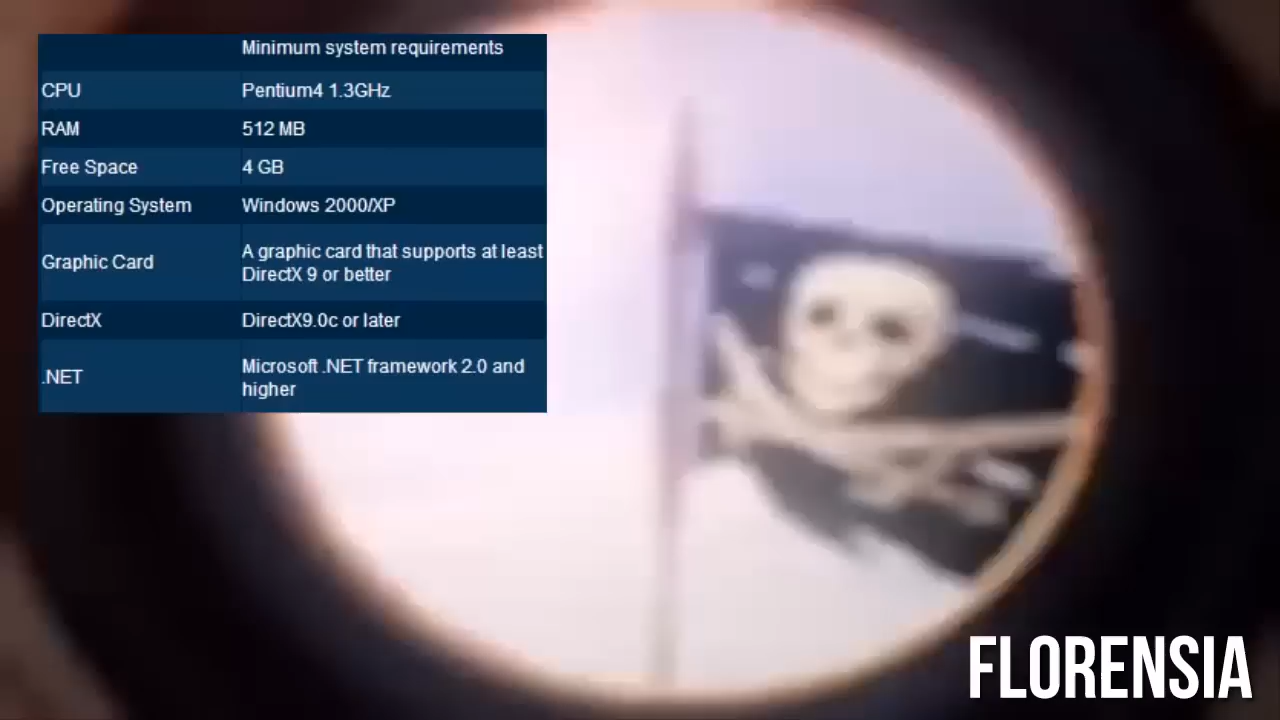 Minimum system requirements
CPU Pentium4 1.3GHz
RAM 512 MB
Free Space 4 GB
Operating System Windows 2000/XP
Graphic Card A graphic card that supports at least
DirectX 9 or better
DirectX DirectX9.0c or later
.NET Microsoft .NET framework 2.0 and
higher
FLORENSIA